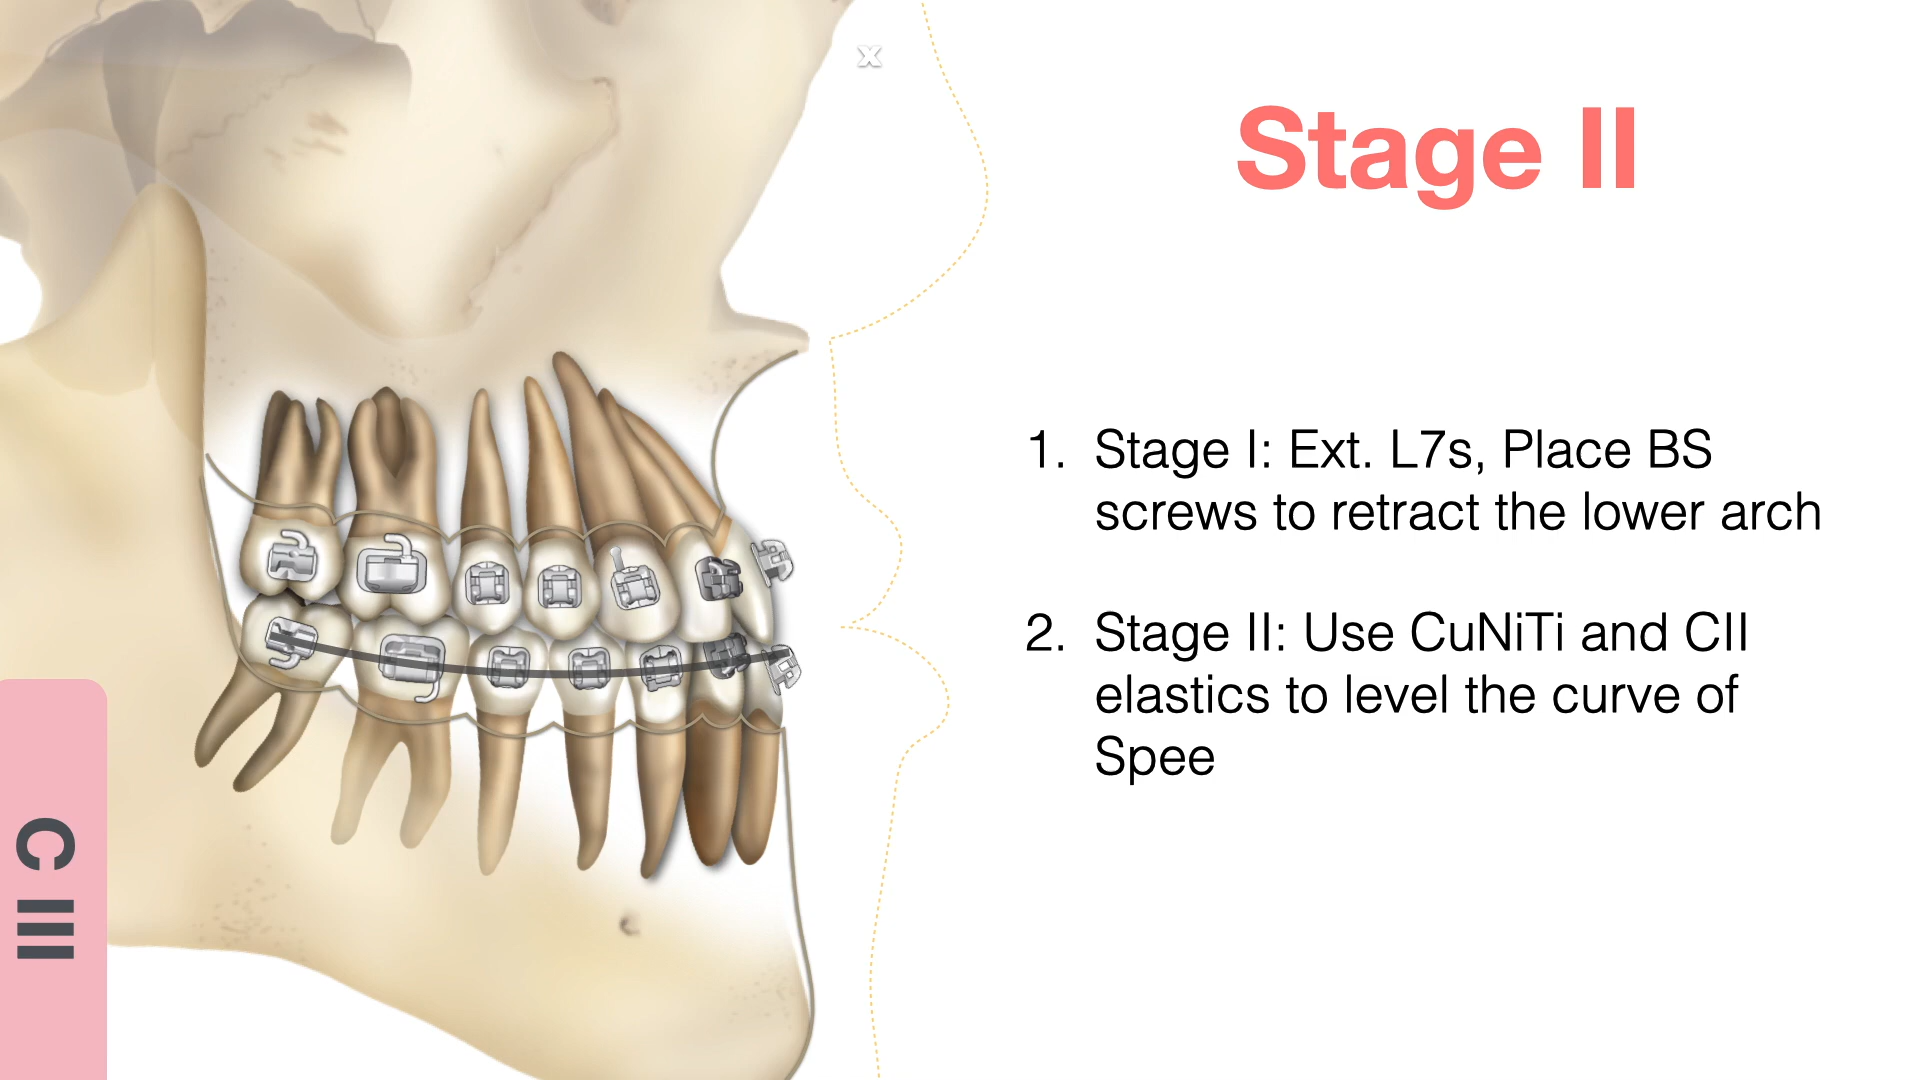 x
Stage II
1. Stage I: Ext. L7s, Place BS
screws to retract the lower arch
2. Stage II: Use CuNiTi and CII
elastics to level the curve of
Spee
C III